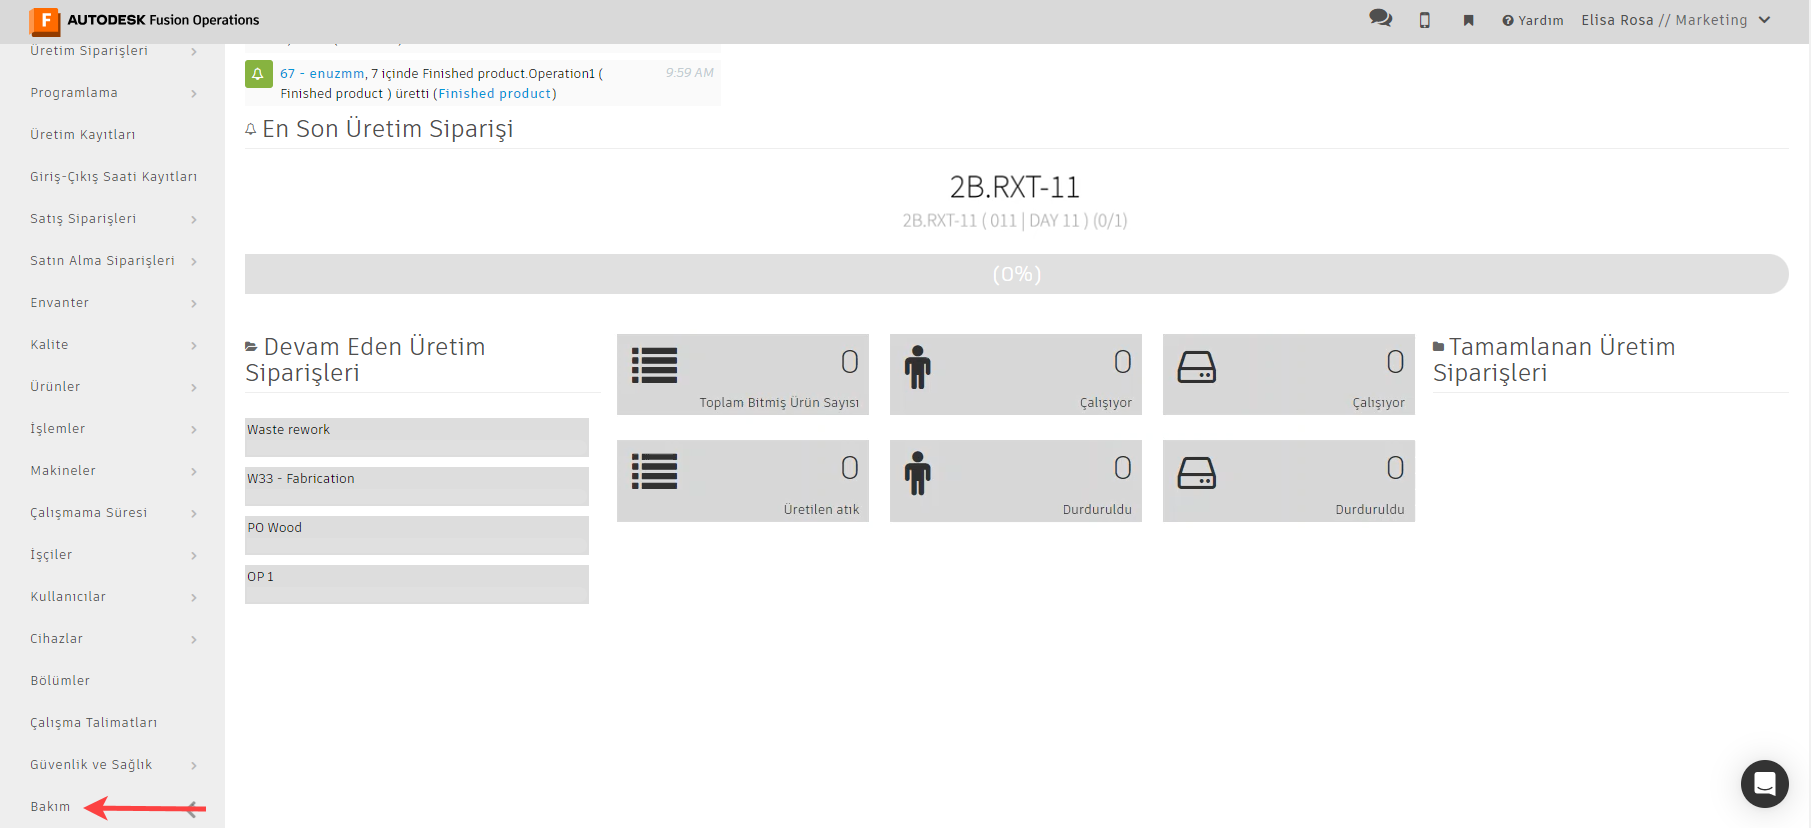 AUTODESK Fusion Operations
Yardım
Elisa Rosa // Marketing
Üretim Siparişleri
Programlama
Üretim Kayıtları
Giriş-Çıkış Saati Kayıtları
Satış Siparişleri
Satın Alma Siparişleri
Envanter
Kalite
Ürünler
İşlemler
Makineler
Çalışmama Süresi
İşçiler
Kullanıcılar
Cihazlar
Bölümler
Çalışma Talimatları
Güvenlik ve Sağlık
Bakım
67 - enuzmm, 7 içinde Finished product.Operation1 (
Finished product ) üretti (Finished product)
9:59 AM
En Son Üretim Siparişi
2B.RXT-11
2B.RXT-11 ( 011 | DAY 11 ) (0/1)
(0%)
Devam Eden Üretim
Siparişleri
Waste rework
W33 - Fabrication
PO Wood
OP 1
0
Toplam Bitmiş Ürün Sayısı
0
Çalışıyor
0
Çalışıyor
0
Üretilen atık
0
Durduruldu
0
Durduruldu
Tamamlanan Üretim
Siparişleri